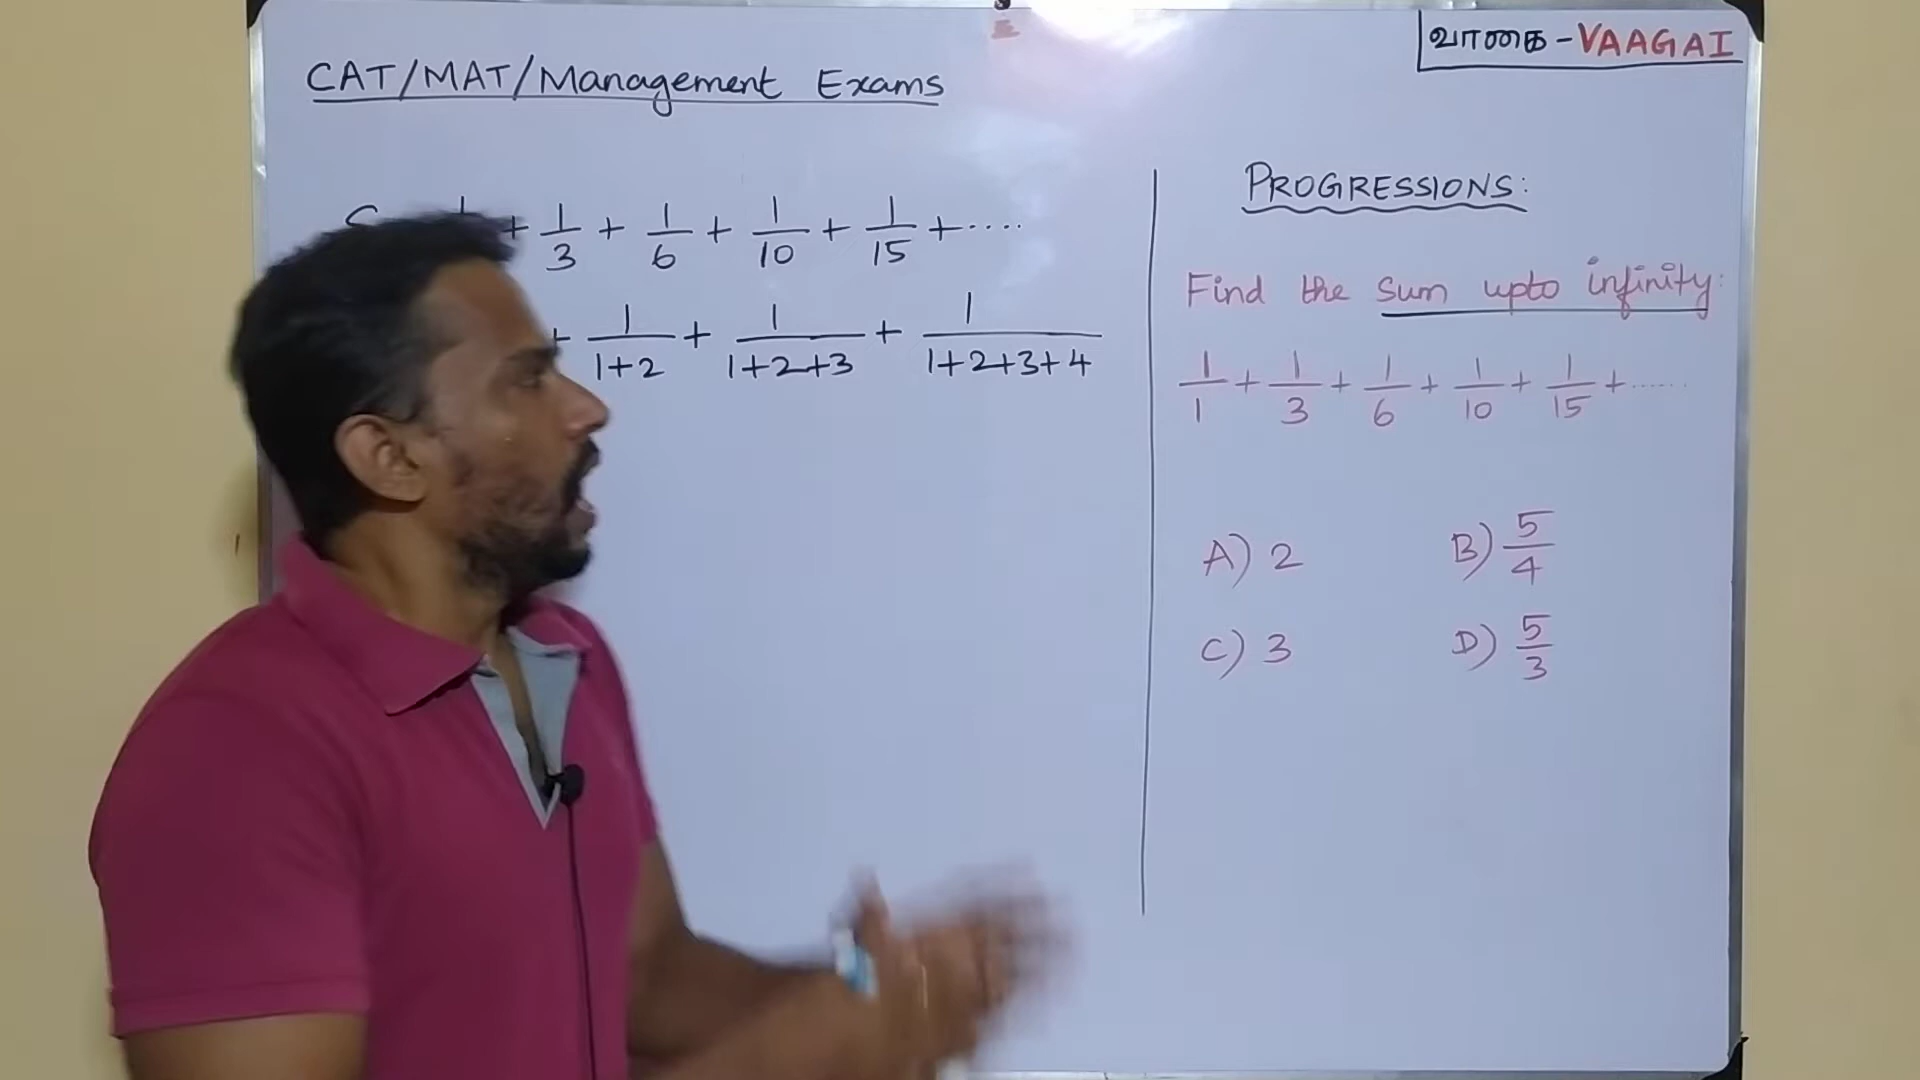 CAT/MAT/Management Exams
வாகை-VAAGAI
+ 1/3 + 1/6 + 1/10 + 1/15 + ....
+ 1/1+2 + 1/1+2+3 + 1/1+2+3+4
PROGRESSIONS:
Find the sum upto infinity:
1/1 + 1/3 + 1/6 + 1/10 + 1/15 + ......
A) 2 B) 5/4
C) 3 D) 5/3